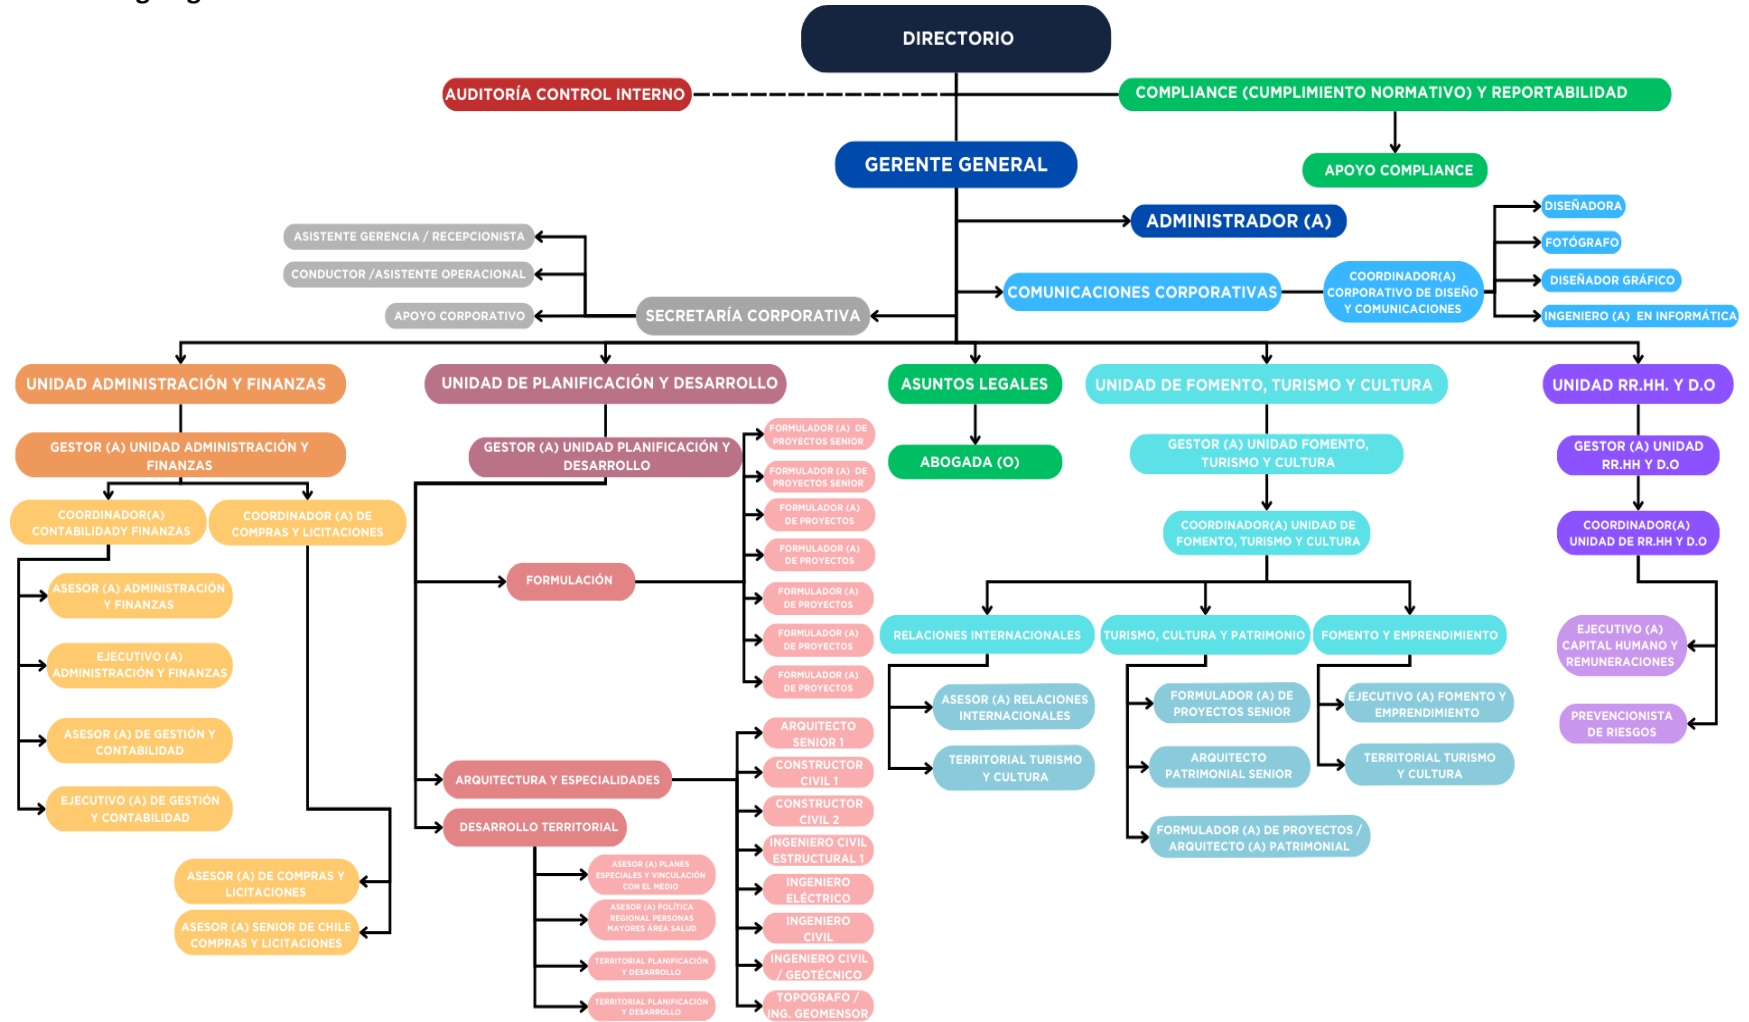 DIRECTORIO
AUDITORÍA CONTROL INTERNO
COMPLIANCE (CUMPLIMIENTO NORMATIVO) Y REPORTABILIDAD
GERENTE GENERAL
APOYO COMPLIANCE
ADMINISTRADOR (A)
DISEÑADORA
FOTÓGRAFO
DISEÑADOR GRÁFICO
INGENIERO (A) EN INFORMÁTICA
COORDINADOR(A)
CORPORATIVO DE DISEÑO
Y COMUNICACIONES
COMUNICACIONES CORPORATIVAS
ASISTENTE GERENCIA / RECEPCIONISTA
CONDUCTOR /ASISTENTE OPERACIONAL
APOYO CORPORATIVO
SECRETARÍA CORPORATIVA
UNIDAD ADMINISTRACIÓN Y FINANZAS
UNIDAD DE PLANIFICACIÓN Y DESARROLLO
ASUNTOS LEGALES
UNIDAD DE FOMENTO, TURISMO Y CULTURA
UNIDAD RR.HH. Y D.O
GESTOR (A) UNIDAD ADMINISTRACIÓN Y
FINANZAS
COORDINADOR(A)
CONTABILIDADY FINANZAS
COORDINADOR (A) DE
COMPRAS Y LICITACIONES
ASESOR (A) ADMINISTRACIÓN
Y FINANZAS
EJECUTIVO (A)
ADMINISTRACIÓN Y FINANZAS
ASESOR (A) DE GESTIÓN Y
CONTABILIDAD
EJECUTIVO (A) DE GESTIÓN
Y CONTABILIDAD
ASESOR (A) DE COMPRAS Y
LICITACIONES
ASESOR (A) SENIOR DE CHILE
COMPRAS Y LICITACIONES
GESTOR (A) UNIDAD PLANIFICACIÓN Y
DESARROLLO
FORMULACIÓN
FORMULADOR (A) DE
PROYECTOS SENIOR
FORMULADOR (A) DE
PROYECTOS SENIOR
FORMULADOR (A)
DE PROYECTOS
FORMULADOR (A)
DE PROYECTOS
FORMULADOR (A)
DE PROYECTOS
FORMULADOR (A)
DE PROYECTOS
FORMULADOR (A)
DE PROYECTOS
ARQUITECTURA Y ESPECIALIDADES
ARQUITECTO
SENIOR 1
CONSTRUCTOR
CIVIL 1
CONSTRUCTOR
CIVIL 2
INGENIERO CIVIL
ESTRUCTURAL 1
INGENIERO
ELÉCTRICO
INGENIERO
CIVIL
INGENIERO CIVIL
/ GEOTÉCNICO
TOPOGRAFO /
ING. GEOMENSOR
DESARROLLO TERRITORIAL
ASESOR (A) PLANES
ESPECIALES Y VINCULACIÓN
CON EL MEDIO
ASESOR (A) POLÍTICA
REGIONAL PERSONAS
MAYORES ÁREA SALUD
TERRITORIAL PLANIFICACIÓN
Y DESARROLLO
TERRITORIAL PLANIFICACIÓN
Y DESARROLLO
ABOGADA (O)
GESTOR (A) UNIDAD FOMENTO,
TURISMO Y CULTURA
COORDINADOR(A) UNIDAD DE
FOMENTO, TURISMO Y CULTURA
RELACIONES INTERNACIONALES
ASESOR (A) RELACIONES
INTERNACIONALES
TERRITORIAL TURISMO
Y CULTURA
TURISMO, CULTURA Y PATRIMONIO
FORMULADOR (A) DE
PROYECTOS SENIOR
ARQUITECTO
PATRIMONIAL SENIOR
FORMULADOR (A) DE PROYECTOS /
ARQUITECTO (A) PATRIMONIAL
FOMENTO Y EMPRENDIMIENTO
EJECUTIVO (A) FOMENTO Y
EMPRENDIMIENTO
TERRITORIAL TURISMO
Y CULTURA
GESTOR (A) UNIDAD
RR.HH Y D.O
COORDINADOR(A)
UNIDAD DE RR.HH Y D.O
EJECUTIVO (A)
CAPITAL HUMANO Y
REMUNERACIONES
PREVENCIONISTA
DE RIESGOS